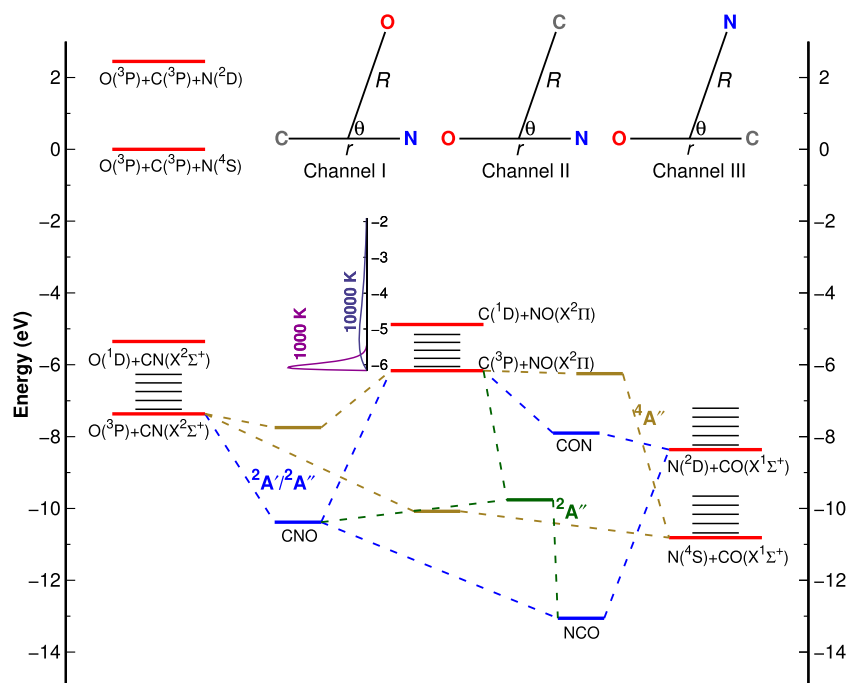 O
C
N
2
O(³P)+C(³P)+N(²D)
R
R
R
2
θ
θ
θ
0
C
N
O
N
O
C
0
O(³P)+C(³P)+N(⁴S)
r
r
r
Channel I
Channel II
Channel III
−2
−2
−2
−3
−4
−4
−4
1000 K
10000 K
C(¹D)+NO(X²Π)
−5
O(¹D)+CN(X²Σ⁺)
−6
−6
C(³P)+NO(X²Π)
−6
Energy (eV)
O(³P)+CN(X²Σ⁺)
⁴A″
−8
CON
−8
N(²D)+CO(X¹Σ⁺)
²A′/²A″
−10
²A″
−10
CNO
N(⁴S)+CO(X¹Σ⁺)
−12
−12
NCO
−14
−14